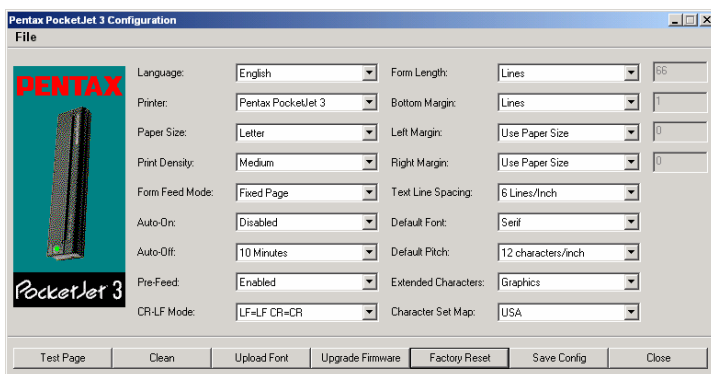 Pentax PocketJet 3 Configuration
File
PENTAX
PocketJet 3
Language: English
Printer: Pentax PocketJet 3
Paper Size: Letter
Print Density: Medium
Form Feed Mode: Fixed Page
Auto-On: Disabled
Auto-Off: 10 Minutes
Pre-Feed: Enabled
CR-LF Mode: LF=LF CR=CR
Form Length: Lines 66
Bottom Margin: Lines 1
Left Margin: Use Paper Size 0
Right Margin: Use Paper Size 0
Text Line Spacing: 6 Lines/Inch
Default Font: Serif
Default Pitch: 12 characters/inch
Extended Characters: Graphics
Character Set Map: USA
Test Page Clean Upload Font Upgrade Firmware Factory Reset Save Config Close